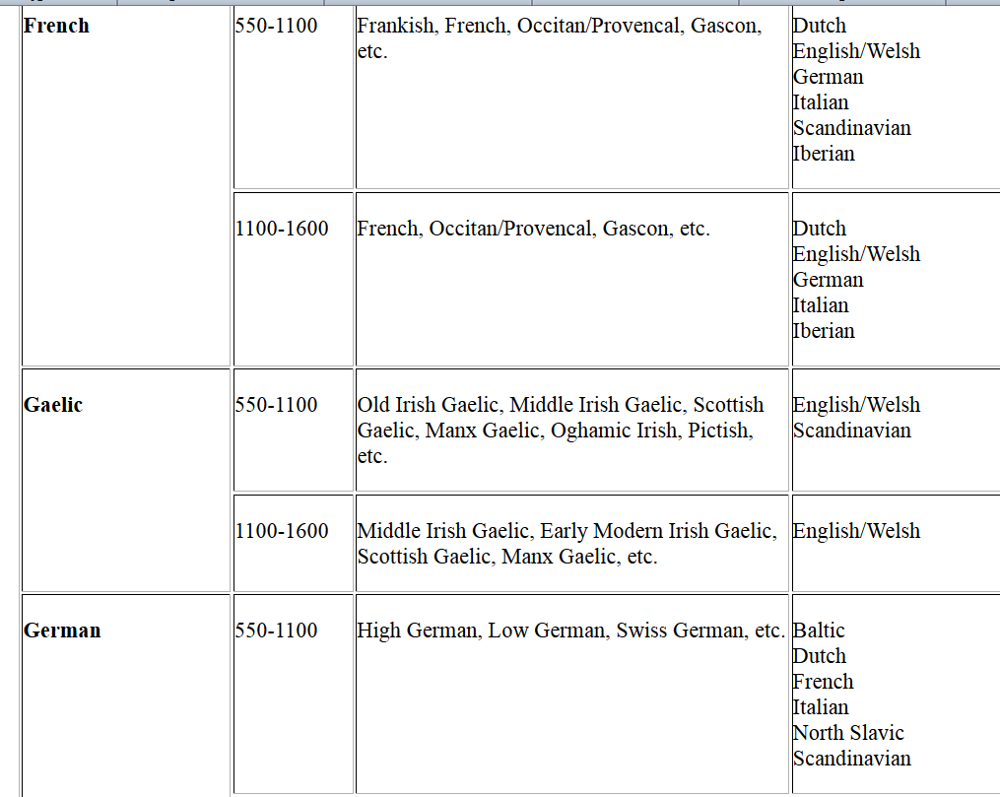 French
550-1100
Frankish, French, Occitan/Provencal, Gascon,
etc.
Dutch
English/Welsh
German
Italian
Scandinavian
Iberian
1100-1600
French, Occitan/Provencal, Gascon, etc.
Dutch
English/Welsh
German
Italian
Iberian
Gaelic
550-1100
Old Irish Gaelic, Middle Irish Gaelic, Scottish
Gaelic, Manx Gaelic, Oghamic Irish, Pictish,
etc.
English/Welsh
Scandinavian
1100-1600
Middle Irish Gaelic, Early Modern Irish Gaelic,
Scottish Gaelic, Manx Gaelic, etc.
English/Welsh
German
550-1100
High German, Low German, Swiss German, etc.
Baltic
Dutch
French
Italian
North Slavic
Scandinavian